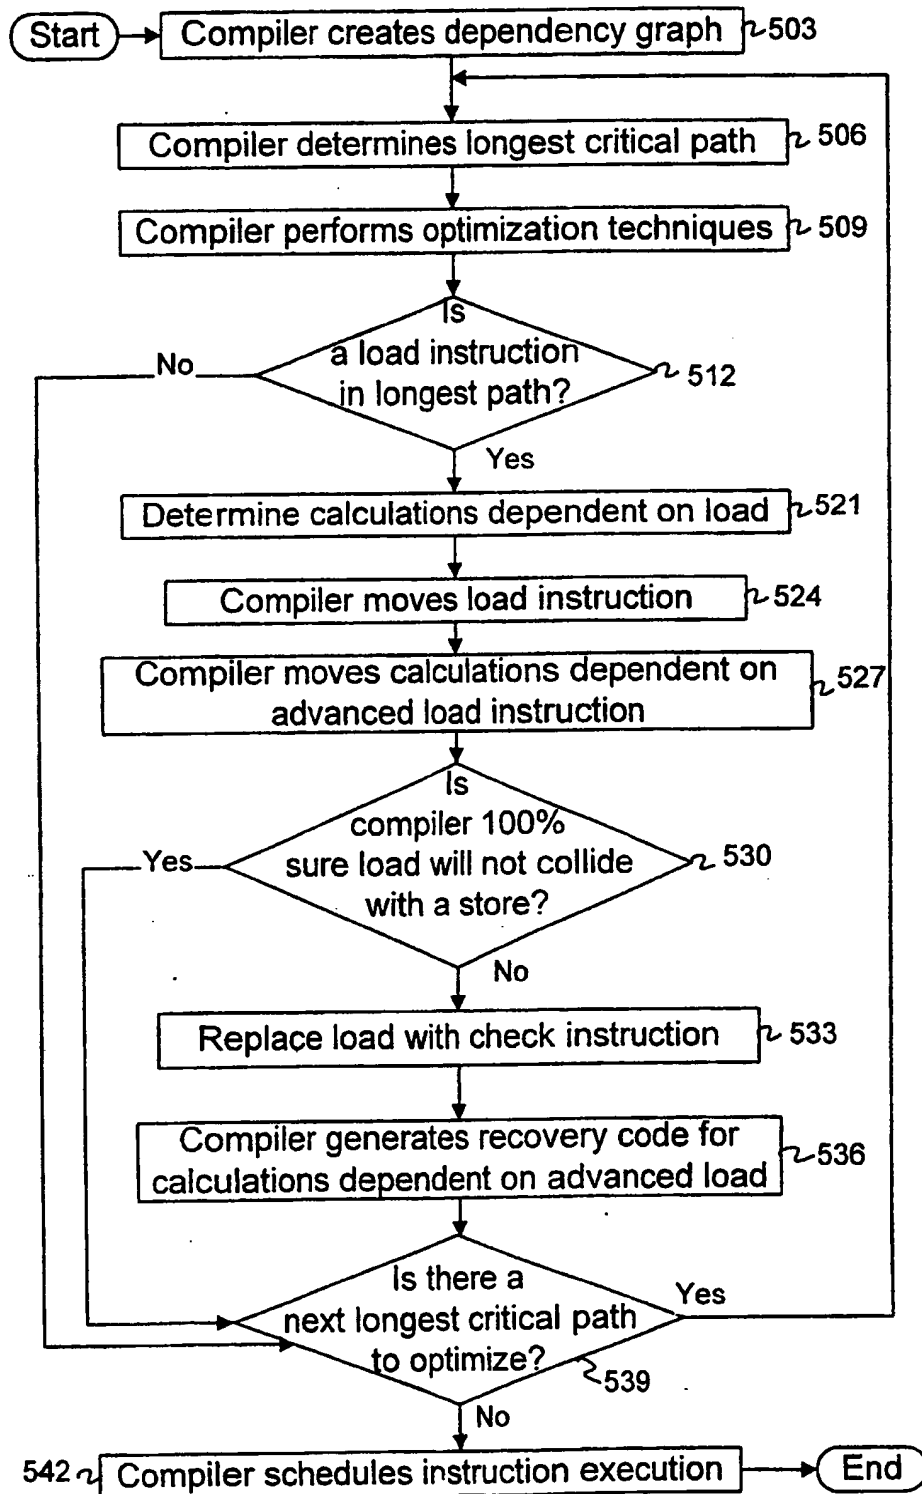 Start
Compiler creates dependency graph
503
Compiler determines longest critical path
506
Compiler performs optimization techniques
509
Is
a load instruction
in longest path?
512
No
Yes
Determine calculations dependent on load
521
Compiler moves load instruction
524
Compiler moves calculations dependent on
advanced load instruction
527
Is
compiler 100%
sure load will not collide
with a store?
530
Yes
No
Replace load with check instruction
533
Compiler generates recovery code for
calculations dependent on advanced load
536
Is there a
next longest critical path
to optimize?
539
Yes
No
542
Compiler schedules instruction execution
End